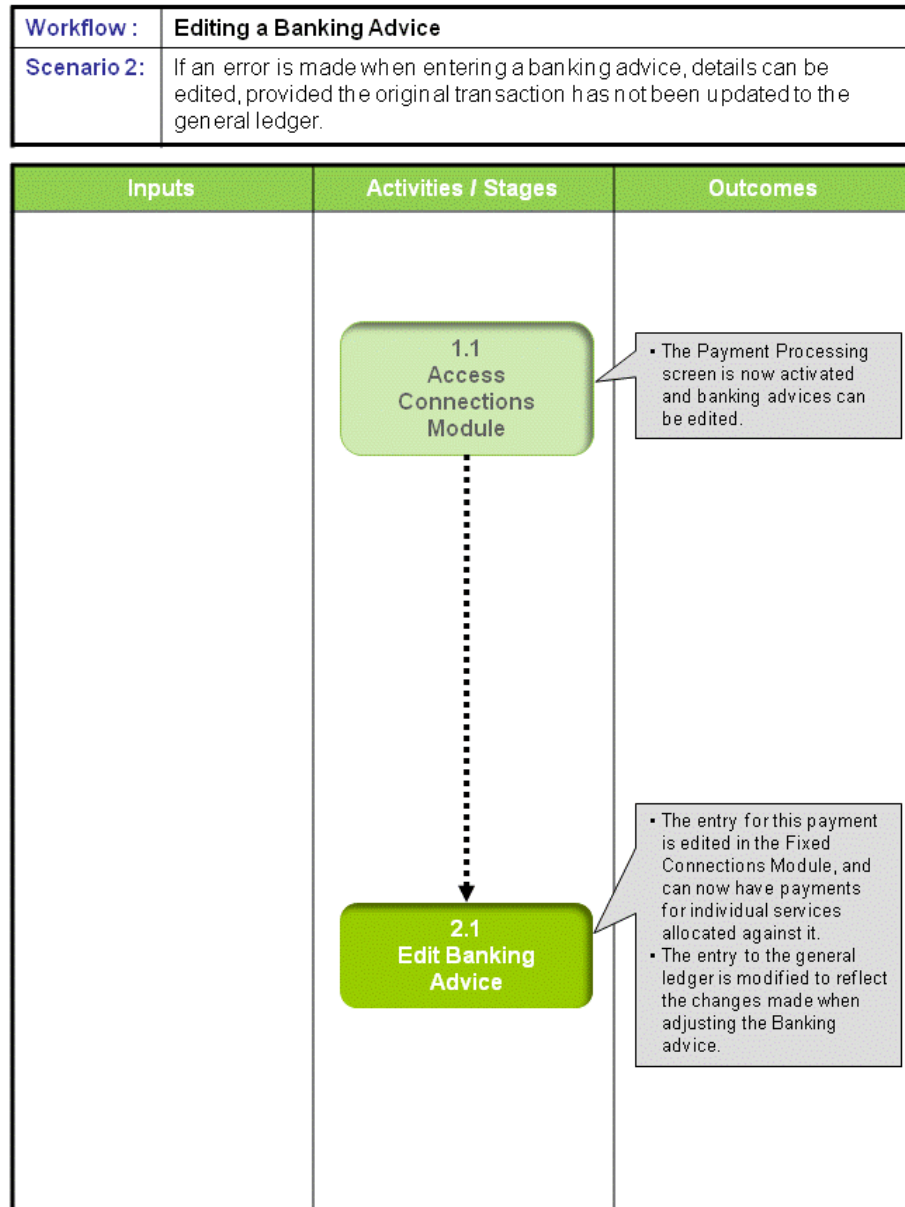 Workflow : Editing a Banking Advice
Scenario 2: If an error is made when entering a banking advice, details can be
edited, provided the original transaction has not been updated to the
general ledger.
Inputs Activities / Stages Outcomes
1.1
Access
Connections
Module
▪ The Payment Processing
screen is now activated
and banking advices can
be edited.
2.1
Edit Banking
Advice
▪ The entry for this payment
is edited in the Fixed
Connections Module, and
can now have payments
for individual services
allocated against it.
▪ The entry to the general
ledger is modified to reflect
the changes made when
adjusting the Banking
advice.